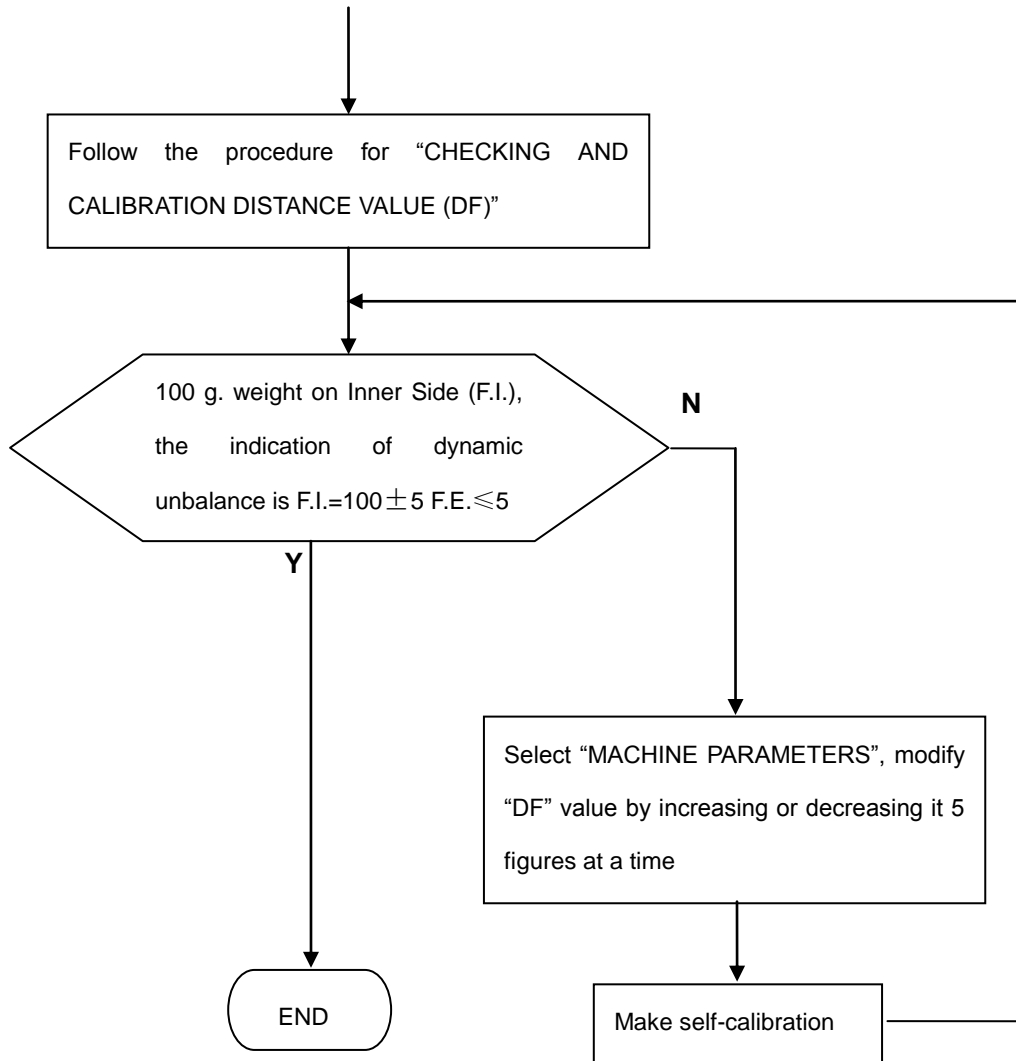 Follow the procedure for “CHECKING AND
CALIBRATION DISTANCE VALUE (DF)”
100 g. weight on Inner Side (F.I.),
the indication of dynamic
unbalance is F.I.=100±5 F.E.≤5
N
Y
Select “MACHINE PARAMETERS”, modify
“DF” value by increasing or decreasing it 5
figures at a time
END
Make self-calibration